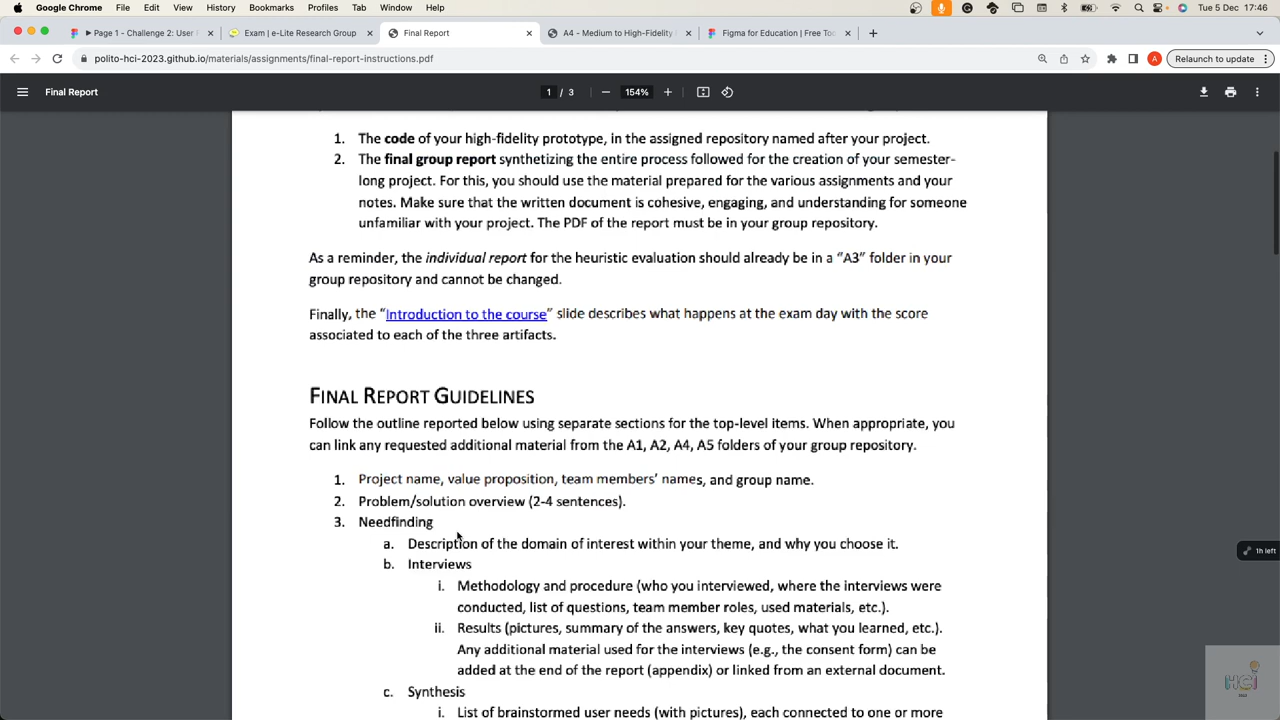 Google Chrome File Edit View History Bookmarks Profiles Tab Window Help Tue 5 Dec 17:46
Page 1 - Challenge 2: User Exam | e-Lite Research Group Final Report A4 - Medium to High-Fidelity Figma for Education | Free Too
polito-hci-2023.github.io/materials/assignments/final-report-instructions.pdf A Relaunch to update
Final Report 1 / 3 154%
1. The code of your high-fidelity prototype, in the assigned repository named after your project.
2. The final group report synthetizing the entire process followed for the creation of your semester-
long project. For this, you should use the material prepared for the various assignments and your
notes. Make sure that the written document is cohesive, engaging, and understanding for someone
unfamiliar with your project. The PDF of the report must be in your group repository.
As a reminder, the individual report for the heuristic evaluation should already be in a “A3” folder in your
group repository and cannot be changed.
Finally, the “Introduction to the course” slide describes what happens at the exam day with the score
associated to each of the three artifacts.
FINAL REPORT GUIDELINES
Follow the outline reported below using separate sections for the top-level items. When appropriate, you
can link any requested additional material from the A1, A2, A4, A5 folders of your group repository.
1. Project name, value proposition, team members’ names, and group name.
2. Problem/solution overview (2-4 sentences).
3. Needfinding
a. Description of the domain of interest within your theme, and why you choose it.
b. Interviews
i. Methodology and procedure (who you interviewed, where the interviews were
conducted, list of questions, team member roles, used materials, etc.).
1h left
ii. Results (pictures, summary of the answers, key quotes, what you learned, etc.).
Any additional material used for the interviews (e.g., the consent form) can be
added at the end of the report (appendix) or linked from an external document.
c. Synthesis
i. List of brainstormed user needs (with pictures), each connected to one or more
HCI
2023